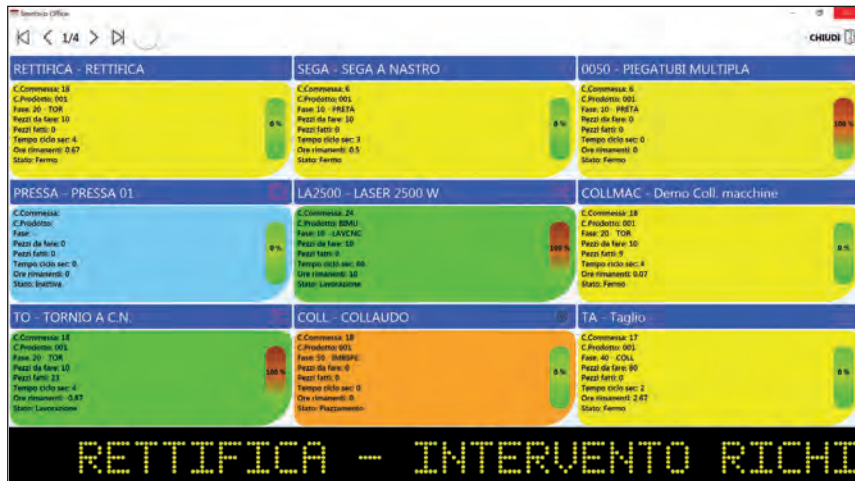 Smartvip Office
1/4
CHIUDI
RETTIFICA - RETTIFICA
C.Commessa: 18
C.Prodotto: 001
Fase: 20 - TOR
Pezzi da fare: 10
Pezzi fatti: 0
Tempo ciclo sec: 4
Ore rimanenti: 0.67
Stato: Fermo
0 %
SEGA - SEGA A NASTRO
C.Commessa: 6
C.Prodotto: 001
Fase: 10 - PRETA
Pezzi da fare: 10
Pezzi fatti: 0
Tempo ciclo sec: 3
Ore rimanenti: 0.5
Stato: Fermo
0 %
0050 - PIEGATUBI MULTIPLA
C.Commessa: 6
C.Prodotto: 001
Fase: 10 - PRETA
Pezzi da fare: 0
Pezzi fatti: 0
Tempo ciclo sec: 0
Ore rimanenti: 0
Stato: Fermo
100 %
PRESSA - PRESSA 01
C.Commessa:
C.Prodotto:
Fase: -
Pezzi da fare: 0
Pezzi fatti: 0
Tempo ciclo sec: 0
Ore rimanenti: 0
Stato: Inattiva
0 %
LA2500 - LASER 2500 W
C.Commessa: 24
C.Prodotto: BIMU
Fase: 10 - LAVCNC
Pezzi da fare: 10
Pezzi fatti: 0
Tempo ciclo sec: 60
Ore rimanenti: 10
Stato: Lavorazione
100 %
COLLMAC - Demo Coll. macchine
C.Commessa: 18
C.Prodotto: 001
Fase: 20 - TOR
Pezzi da fare: 10
Pezzi fatti: 9
Tempo ciclo sec: 4
Ore rimanenti: 0.07
Stato: Fermo
TO - TORNIO A C.N.
C.Commessa: 18
C.Prodotto: 001
Fase: 20 - TOR
Pezzi da fare: 10
Pezzi fatti: 23
Tempo ciclo sec: 4
Ore rimanenti: -0.87
Stato: Lavorazione
100 %
COLL - COLLAUDO
C.Commessa: 18
C.Prodotto: 001
Fase: 50 - IMBSPE
Pezzi da fare: 0
Pezzi fatti: 0
Tempo ciclo sec: 0
Ore rimanenti: 0
Stato: Piazzamento
0 %
TA - Taglio
C.Commessa: 17
C.Prodotto: 001
Fase: 40 - COLL
Pezzi da fare: 80
Pezzi fatti: 0
Tempo ciclo sec: 2
Ore rimanenti: 2.67
Stato: Fermo
0 %
RETTIFICA - INTERVENTO RICHI